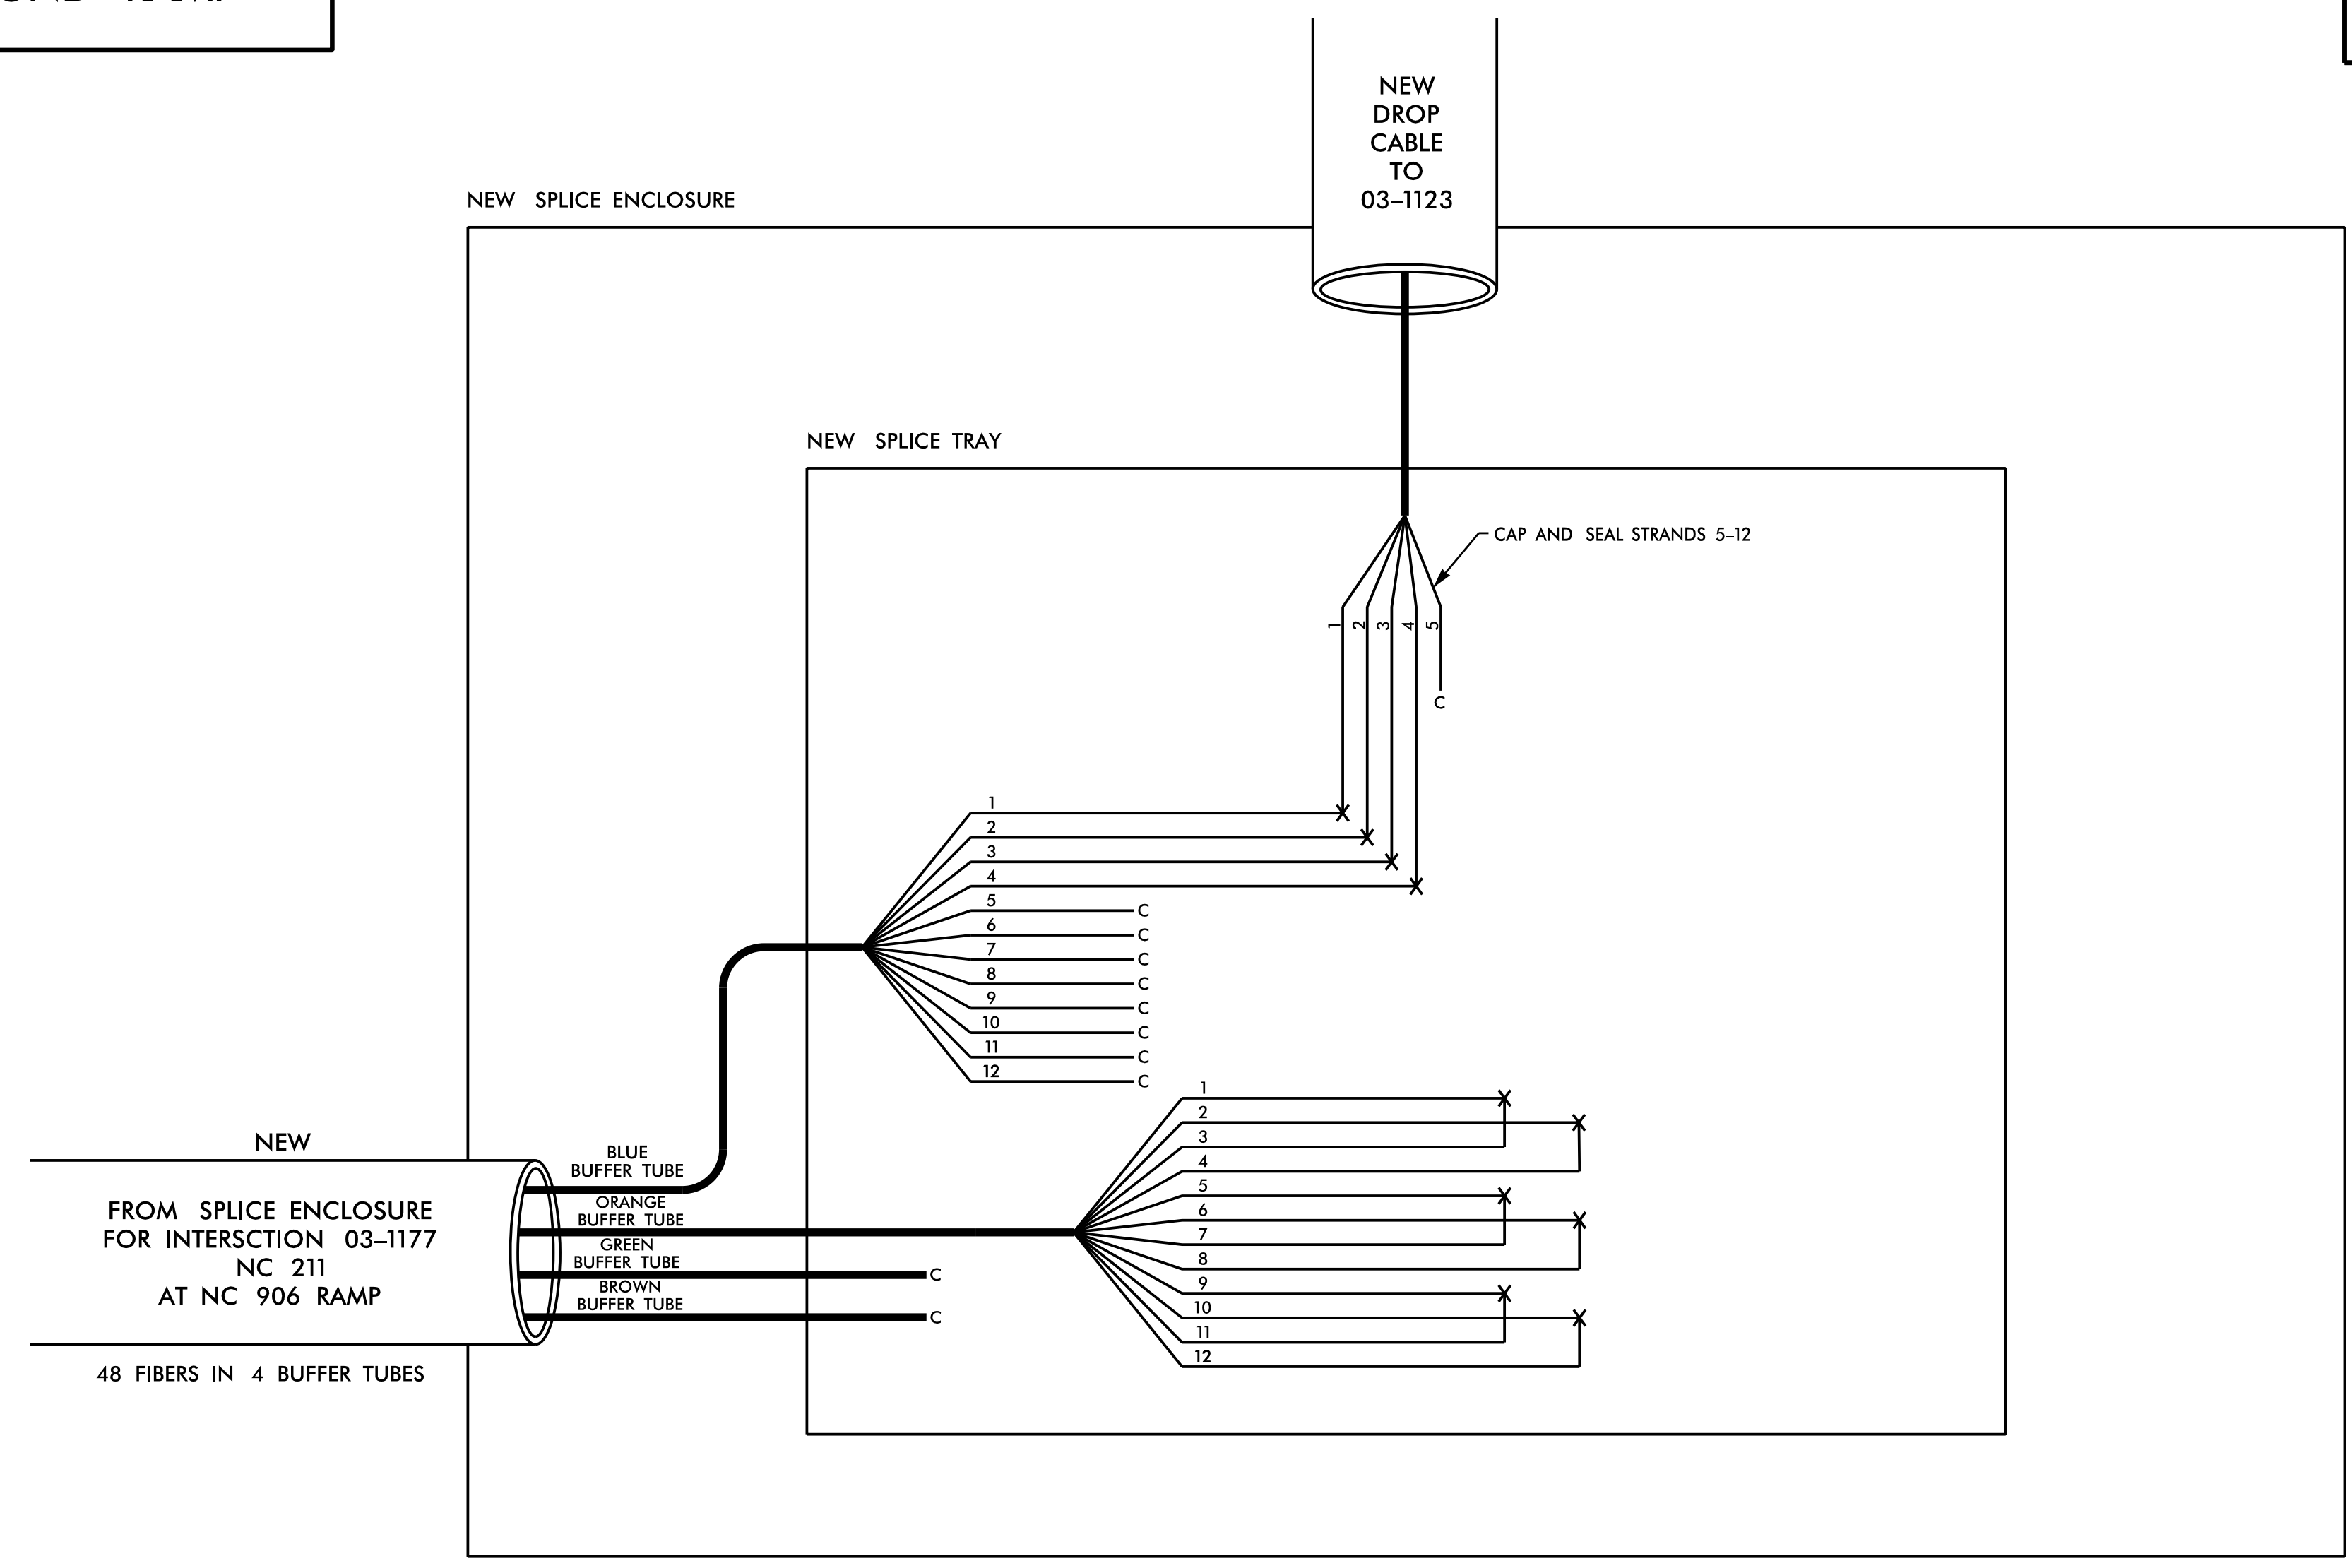 NEW
DROP
CABLE
TO
03–1123
NEW SPLICE ENCLOSURE
NEW SPLICE TRAY
CAP AND SEAL STRANDS 5–12
1 2 3 4 5
C
1
2
3
4
5 C
6 C
7 C
8 C
9 C
10 C
11 C
12 C
1
2
3
4
5
6
7
8
9
10
11
12
NEW
FROM SPLICE ENCLOSURE
FOR INTERSCTION 03–1177
NC 211
AT NC 906 RAMP
48 FIBERS IN 4 BUFFER TUBES
BLUE
BUFFER TUBE
ORANGE
BUFFER TUBE
GREEN
BUFFER TUBE C
BROWN
BUFFER TUBE C